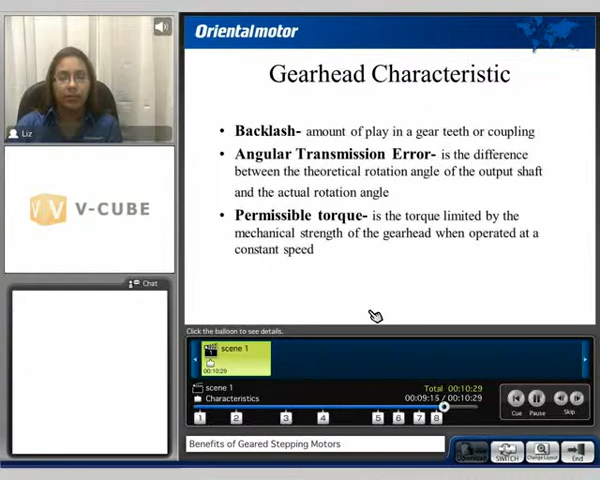 Orientalmotor
Gearhead Characteristic
• Backlash- amount of play in a gear teeth or coupling
• Angular Transmission Error- is the difference
between the theoretical rotation angle of the output shaft
and the actual rotation angle
• Permissible torque- is the torque limited by the
mechanical strength of the gearhead when operated at a
constant speed
Liz
V-CUBE
Chat
Click the balloon to see details.
scene 1
1
00:10:29
scene 1
Total 00:10:29
Characteristics
00:09:15 / 00:10:29
1 2 3 4 5 6 7 8
Cue Pause Skip
Benefits of Geared Stepping Motors
Download SWITCH Change Layout End